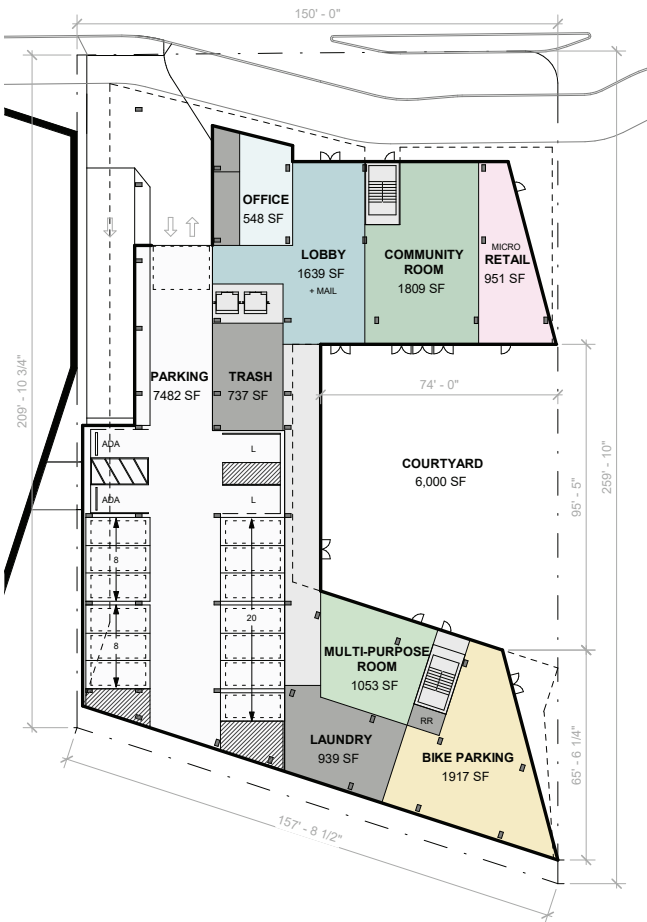 150' - 0"
OFFICE
548 SF
LOBBY
1639 SF
+ MAIL
COMMUNITY
ROOM
1809 SF
MICRO
RETAIL
951 SF
209' - 10 3/4"
PARKING
7482 SF
TRASH
737 SF
74' - 0"
ADA
L
COURTYARD
6,000 SF
95' - 5"
259' - 10"
ADA
L
8
20
8
MULTI-PURPOSE
ROOM
1053 SF
RR
LAUNDRY
939 SF
BIKE PARKING
1917 SF
65' - 6 1/4"
157' - 8 1/2"